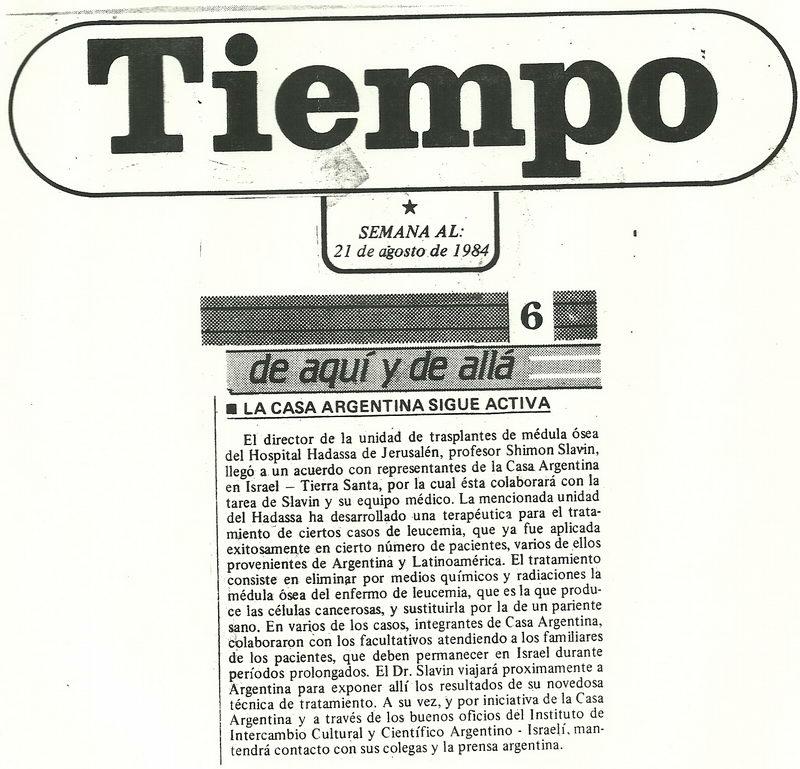 Tiempo
★
SEMANA AL:
21 de agosto de 1984
6
de aquí y de allá
■ LA CASA ARGENTINA SIGUE ACTIVA
El director de la unidad de trasplantes de médula ósea
del Hospital Hadassa de Jerusalén, profesor Shimon Slavin,
llegó a un acuerdo con representantes de la Casa Argentina
en Israel – Tierra Santa, por la cual ésta colaborará con la
tarea de Slavin y su equipo médico. La mencionada unidad
del Hadassa ha desarrollado una terapéutica para el trata-
miento de ciertos casos de leucemia, que ya fue aplicada
exitosamente en cierto número de pacientes, varios de ellos
provenientes de Argentina y Latinoamérica. El tratamiento
consiste en eliminar por medios químicos y radiaciones la
médula ósea del enfermo de leucemia, que es la que produ-
ce las células cancerosas, y sustituirla por la de un pariente
sano. En varios de los casos, integrantes de Casa Argentina,
colaboraron con los facultativos atendiendo a los familiares
de los pacientes, que deben permanecer en Israel durante
períodos prolongados. El Dr. Slavin viajará proximamente a
Argentina para exponer allí los resultados de su novedosa
técnica de tratamiento. A su vez, y por iniciativa de la Casa
Argentina y a través de los buenos oficios del Instituto de
Intercambio Cultural y Científico Argentino - Israelí, man-
tendrá contacto con sus colegas y la prensa argentina.